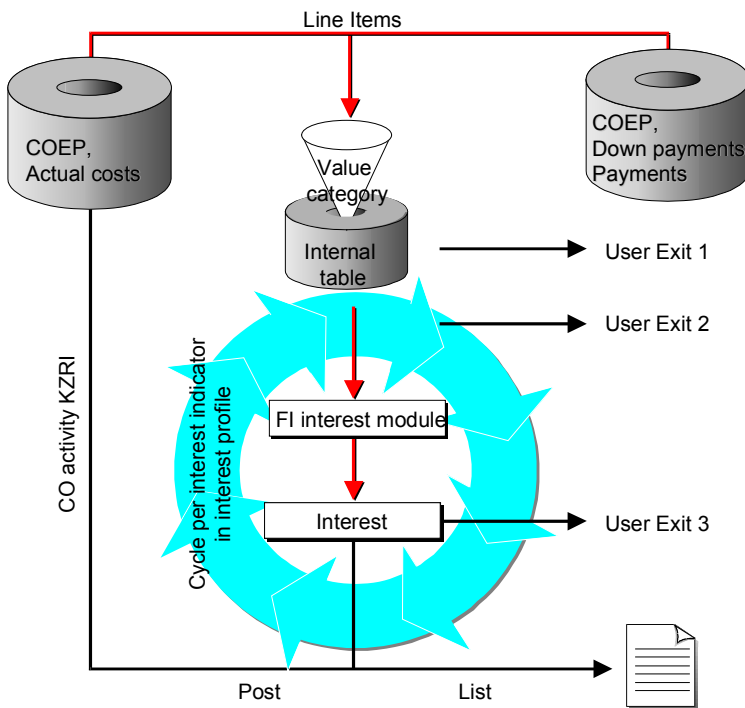 Line Items
COEP,
Actual costs
COEP,
Down payments
Payments
Value
category
Internal
table
User Exit 1
User Exit 2
CO activity KZRI
Cycle per interest indicator
in interest profile
FI interest module
Interest
User Exit 3
Post
List